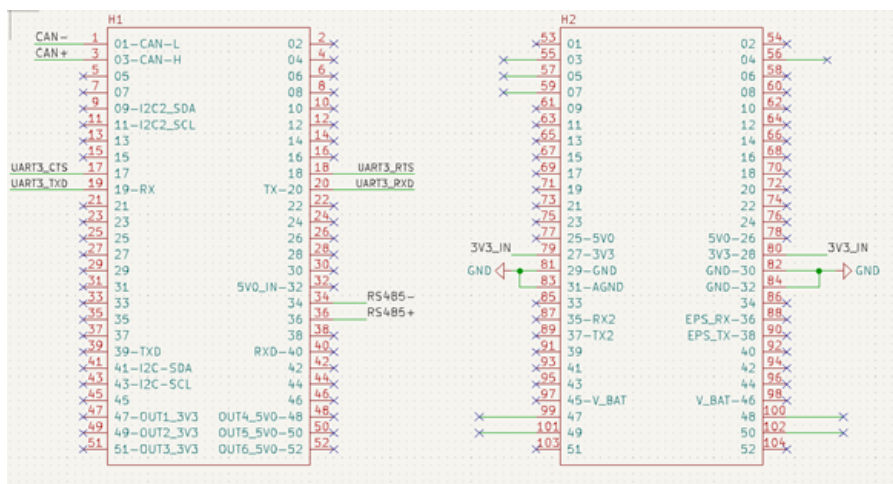 H1
CAN- 1 01-CAN-L 02 2
CAN+ 3 03-CAN-H 04 4
5 05 06 6
7 07 08 8
9 09-I2C2_SDA 10 10
11 11-I2C2_SCL 12 12
13 13 14 14
15 15 16 16
UART3_CTS 17 17 18 18 UART3_RTS
UART3_TXD 19 19-RX TX-20 20 UART3_RXD
21 21 22 22
23 23 24 24
25 25 26 26
27 27 28 28
29 29 30 30
31 31 5V0_IN-32 32
33 33 34 34 RS485-
35 35 36 36 RS485+
37 37 38 38
39 39-TXD RXD-40 40
41 41-I2C-SDA 42 42
43 43-I2C-SCL 44 44
45 45 46 46
47 47-OUT1_3V3 OUT4_5V0-48 48
49 49-OUT2_3V3 OUT5_5V0-50 50
51 51-OUT3_3V3 OUT6_5V0-52 52
H2
53 01 02 54
55 03 04 56
57 05 06 58
59 07 08 60
61 09 10 62
63 11 12 64
65 13 14 66
67 15 16 68
69 17 18 70
71 19 20 72
73 21 22 74
75 23 24 76
77 25-5V0 5V0-26 78
3V3_IN 79 27-3V3 3V3-28 80 3V3_IN
GND 81 29-GND GND-30 82 GND
83 31-AGND GND-32 84
85 33 34 86
87 35-RX2 EPS_RX-36 88
89 37-TX2 EPS_TX-38 90
91 39 40 92
93 41 42 94
95 43 44 96
97 45-V_BAT V_BAT-46 98
99 47 48 100
101 49 50 102
103 51 52 104